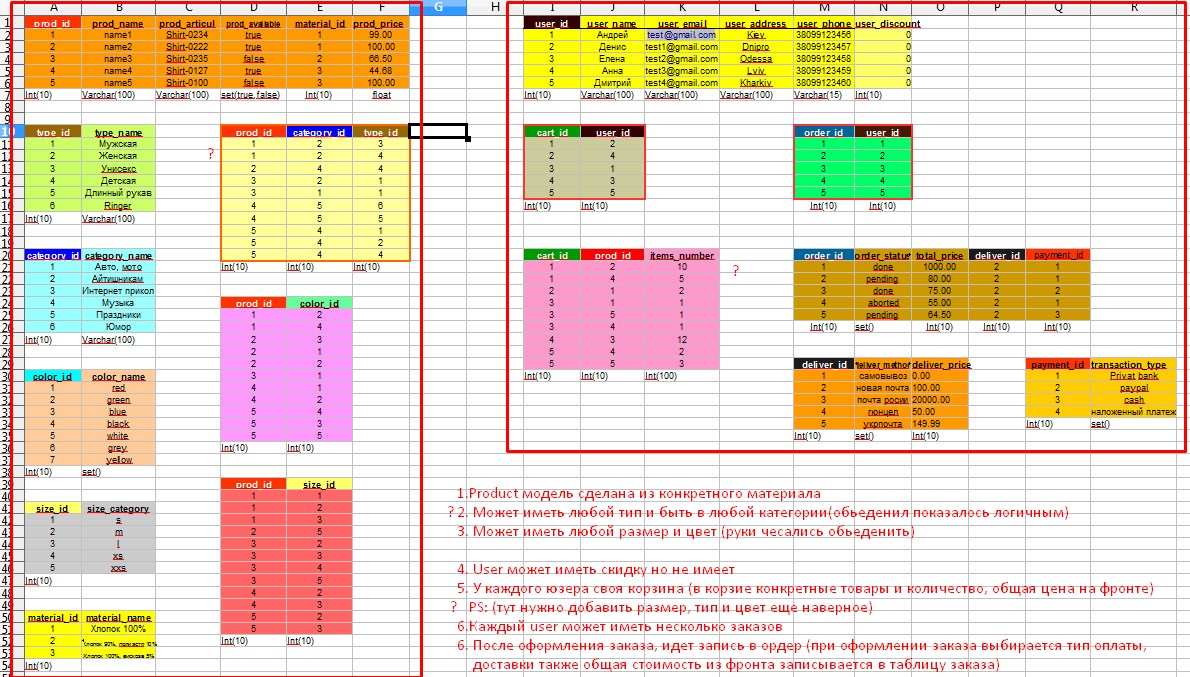 A B C D E F G H I J K L M N O P Q R
prod_id prod_name prod_articul prod_available material_id prod_price user_id user_name user_email user_address user_phone user_discount
1 name1 Shirt-0234 true 1 99.00 1 Андрей test@gmail.com Kiev 38099123456 0
2 name2 Shirt-0222 true 1 100.00 2 Денис test1@gmail.com Dnipro 38099123457 0
3 name3 Shirt-0235 false 2 66.50 3 Елена test2@gmail.com Odessa 38099123458 0
4 name4 Shirt-0127 true 3 44.68 4 Анна test3@gmail.com Lviv 38099123459 0
5 name5 Shirt-0100 false 3 100.00 5 Дмитрий test4@gmail.com Kharkiv 38099123460 0
Int(10) Varchar(100) Varchar(100) set(true,false) Int(10) float Int(10) Varchar(100) Varchar(100) Varchar(100) Varchar(15) Int(10)
type_id type_name prod_id category_id type_id cart_id user_id order_id user_id
1 Мужская 1 2 3 1 2 1 1
2 Женская ? 1 2 4 2 4 2 2
3 Унисекс 2 4 4 3 1 3 3
4 Детская 3 2 1 4 3 4 4
5 Длинный рукав 3 1 1 5 5 5 5
6 Ringer 4 5 6 Int(10) Int(10) Int(10) Int(10)
Int(10) Varchar(100) 4 5 5
5 4 1
5 4 2
category_id category_name 5 4 4 cart_id prod_id items_number order_id order_status total_price deliver_id payment_id
1 Авто, мото Int(10) Int(10) Int(10) 1 2 10 ? 1 done 1000.00 2 1
2 Айтишникам 1 4 5 2 pending 80.00 2 1
3 Интернет прикол 1 5 2 3 done 75.00 2 2
4 Музыка prod_id color_id 3 1 1 4 aborted 55.00 2 1
5 Праздники 1 2 3 2 1 5 pending 64.50 2 3
6 Юмор 1 4 3 4 1 Int(10) set() Int(10) Int(10) Int(10)
Int(10) Varchar(100) 2 3 4 3 12
2 1 5 4 2
2 2 5 5 3 deliver_id deliver_method deliver_price payment_id transaction_type
color_id color_name 3 1 Int(10) Int(10) Int(100) 1 самовывоз 0.00 1 Privat bank
1 red 4 1 2 новая почта 100.00 2 paypal
2 green 4 2 3 почта росии 20000.00 3 cash
3 blue 5 4 4 гюнцел 50.00 4 наложенный платеж
4 black 5 3 5 укрпочта 149.99 Int(10) set()
5 white 5 5 Int(10) set() Int(10)
6 grey Int(10) Int(10)
7 yellow
Int(10) set()
prod_id size_id
1 1 1.Product модель сделана из конкретного материала
size_id size_category 1 2 ? 2. Может иметь любой тип и быть в любой категории(обьеденил показалось логичным)
1 s 1 3
2 m 2 5 3. Может иметь любой размер и цвет (руки чесались обьеденить)
3 l 3 2
4 xs 3 4
5 xxs 3 3 4. User может иметь скидку но не имеет
Int(10) 3 5
4 2 5. У каждого юзера своя корзина (в корзие конкретные товары и количество, общая цена на фронте)
4 3 ? PS: (тут нужно добавить размер, тип и цвет еще наверное)
material_id material_name 5 2
1 Хлопок 100% 5 3 6.Каждый user может иметь несколько заказов
2 Хлопок 90%, полиэстр 10% Int(10) Int(10) 6. После оформления заказа, идет запись в ордер (при оформлении заказа выбирается тип оплаты,
3 Хлопок 100%, вискоза 5%
Int(10) доставки также общая стоимость из фронта записывается в таблицу заказа)